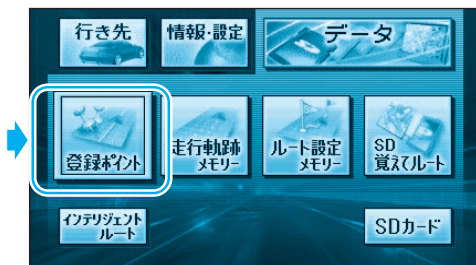 行き先
情報・設定
データ
登録ポイント
走行軌跡
メモリー
ルート設定
メモリー
SD
覚えてルート
インテリジェント
ルート
SDカード